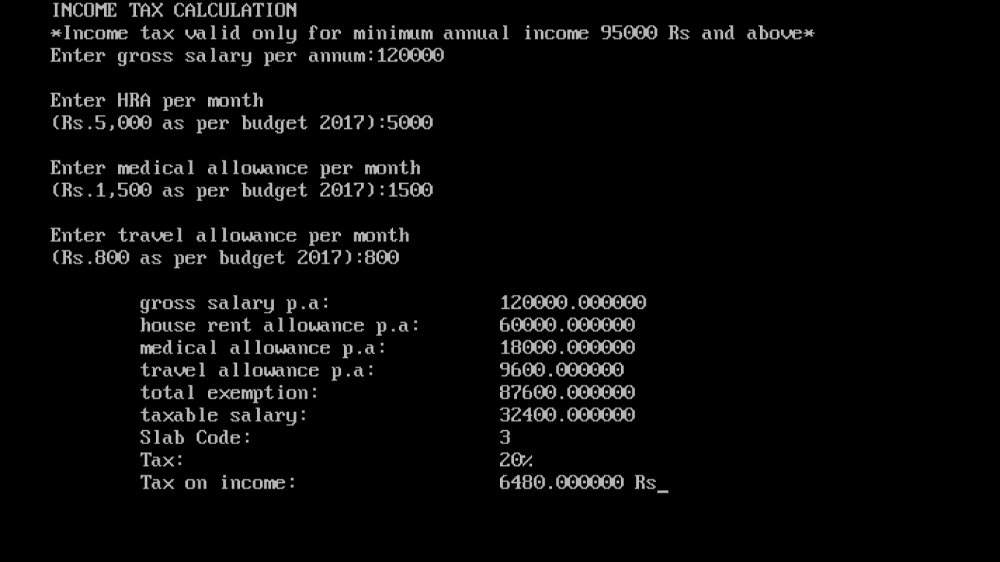 INCOME TAX CALCULATION
*Income tax valid only for minimum annual income 95000 Rs and above*
Enter gross salary per annum:120000
Enter HRA per month
(Rs.5,000 as per budget 2017):5000
Enter medical allowance per month
(Rs.1,500 as per budget 2017):1500
Enter travel allowance per month
(Rs.800 as per budget 2017):800
gross salary p.a: 120000.000000
house rent allowance p.a: 60000.000000
medical allowance p.a: 18000.000000
travel allowance p.a: 9600.000000
total exemption: 87600.000000
taxable salary: 32400.000000
Slab Code: 3
Tax: 20%
Tax on income: 6480.000000 Rs_